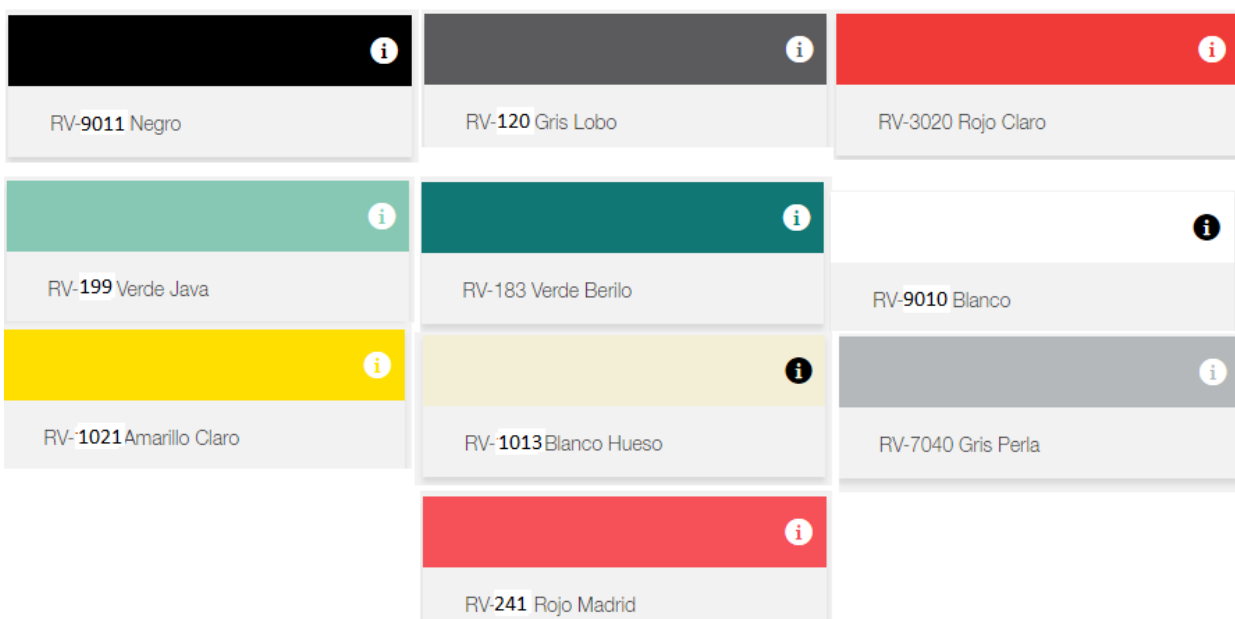 RV-9011 Negro
RV-120 Gris Lobo
RV-3020 Rojo Claro
RV-199 Verde Java
RV-183 Verde Berilo
RV-9010 Blanco
RV-1021 Amarillo Claro
RV-1013 Blanco Hueso
RV-7040 Gris Perla
RV-241 Rojo Madrid